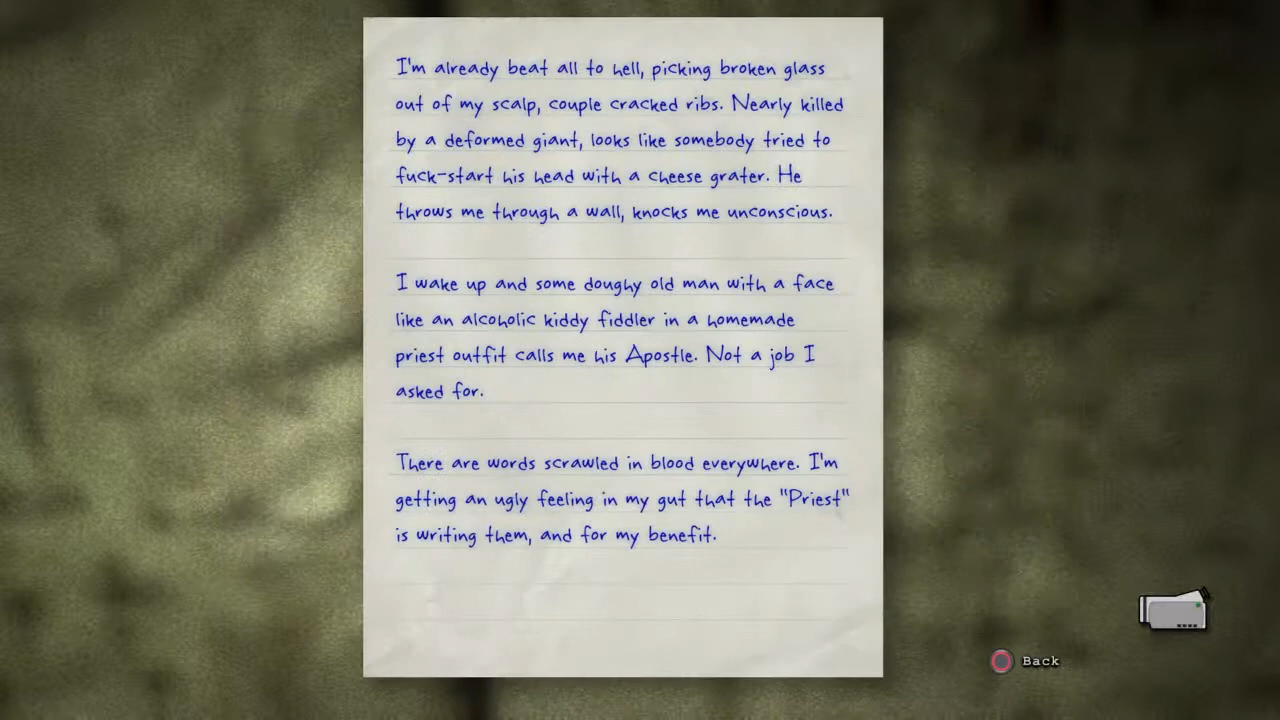 I'm already beat all to hell, picking broken glass
out of my scalp, couple cracked ribs. Nearly killed
by a deformed giant, looks like somebody tried to
fuck-start his head with a cheese grater. He
throws me through a wall, knocks me unconscious.
I wake up and some doughy old man with a face
like an alcoholic kiddy fiddler in a homemade
priest outfit calls me his Apostle. Not a job I
asked for.
There are words scrawled in blood everywhere. I'm
getting an ugly feeling in my gut that the "Priest"
is writing them, and for my benefit.
Back